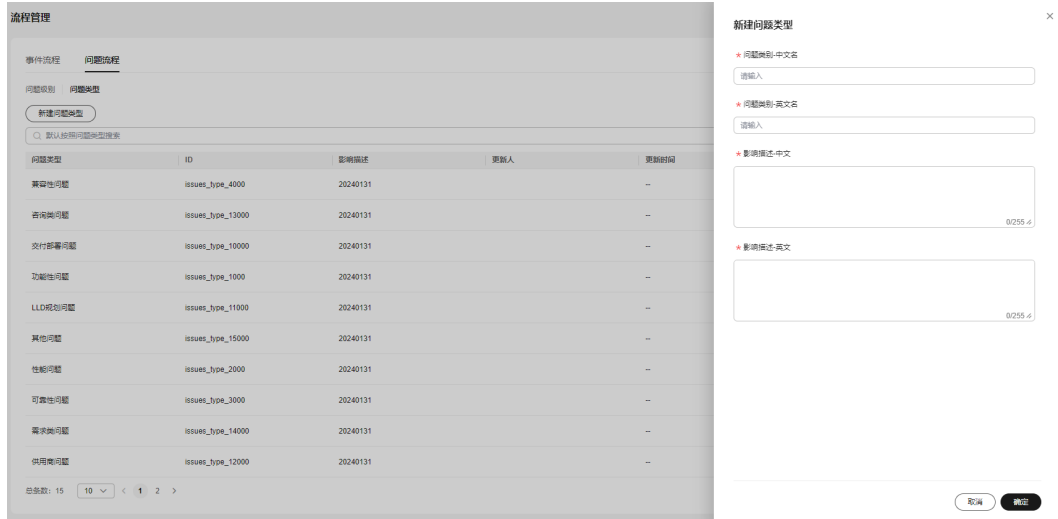 流程管理
事件流程 问题流程
问题级别 问题类型
新建问题类型
默认按照问题类型搜索
问题类型 ID 影响描述 更新人 更新时间
兼容性问题 issues_type_4000 20240131 --
咨询类问题 issues_type_13000 20240131 --
交付部署问题 issues_type_10000 20240131 --
功能性问题 issues_type_1000 20240131 --
LLD规划问题 issues_type_11000 20240131 --
其他问题 issues_type_15000 20240131 --
性能问题 issues_type_2000 20240131 --
可靠性问题 issues_type_3000 20240131 --
需求类问题 issues_type_14000 20240131 --
供用商问题 issues_type_12000 20240131 --
总条数：15 10 1 2
新建问题类型
* 问题类别-中文名
请输入
* 问题类别-英文名
请输入
* 影响描述-中文
0/255
* 影响描述-英文
0/255
取消 确定